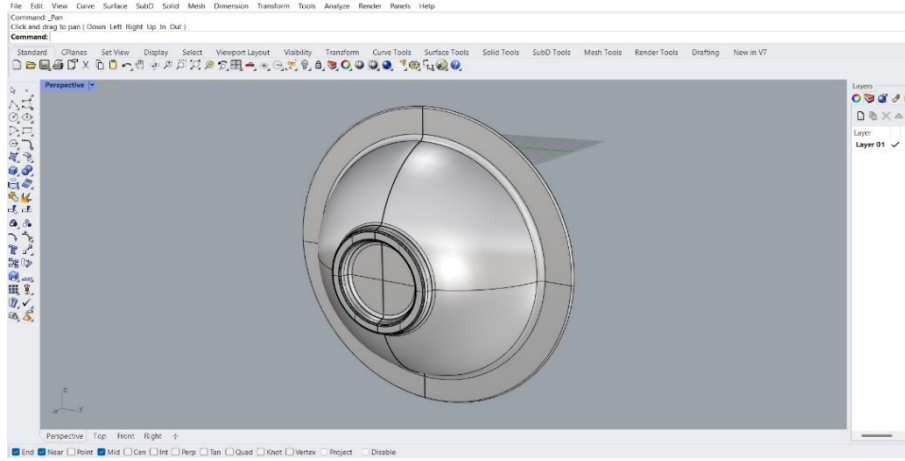 File Edit View Curve Surface SubD Solid Mesh Dimension Transform Tools Analyze Render Panels Help
Command: _Pan
Click and drag to pan ( Down Left Right Up In Out )
Command:
Standard CPlanes Set View Display Select Viewport Layout Visibility Transform Curve Tools Surface Tools Solid Tools SubD Tools Mesh Tools Render Tools Drafting New in V7
Perspective
Layers
Layer
Layer 01
z
x y
Perspective Top Front Right
End Near Point Mid Cen Int Perp Tan Quad Knot Vertex Project Disable